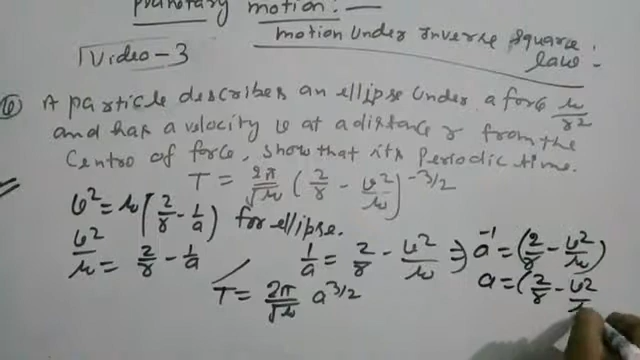 Planetary motion:—
motion under inverse square law -
Video-3
(6) A particle describes an ellipse under a force μ/r²
and has a velocity v at a distance r from the
Centre of force, show that its Periodic time.
T = 2π/√μ (2/r - v²/μ)^-3/2
v² = μ(2/r - 1/a) for ellipse.
v²/μ = 2/r - 1/a
1/a = 2/r - v²/μ ⇒ a^-1 = (2/r - v²/μ)
T = 2π/√μ a^3/2
a = (2/r - v²